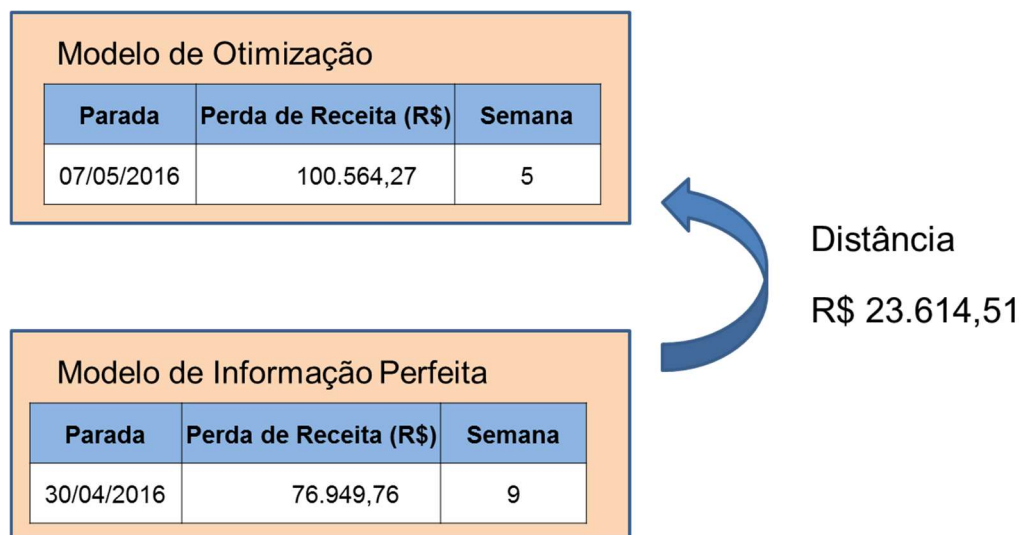 Modelo de Otimização
Parada Perda de Receita (R$) Semana
07/05/2016 100.564,27 5
Distância
R$ 23.614,51
Modelo de Informação Perfeita
Parada Perda de Receita (R$) Semana
30/04/2016 76.949,76 9